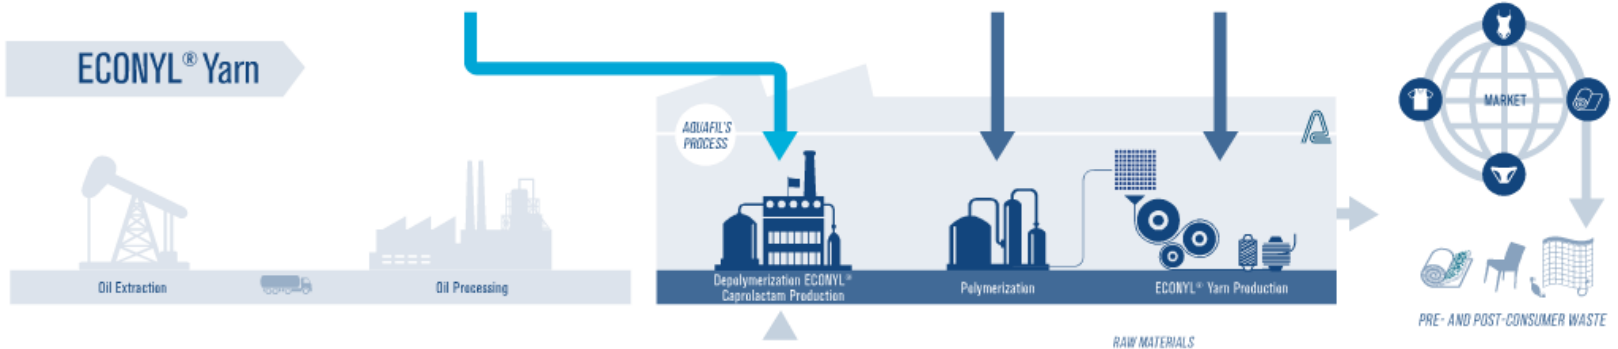 ECONYL® Yarn
AQUAFIL'S
PROCESS
MARKET
Oil Extraction
Oil Processing
Depolymerization ECONYL®
Caprolactam Production
Polymerization
ECONYL® Yarn Production
PRE- AND POST-CONSUMER WASTE
RAW MATERIALS